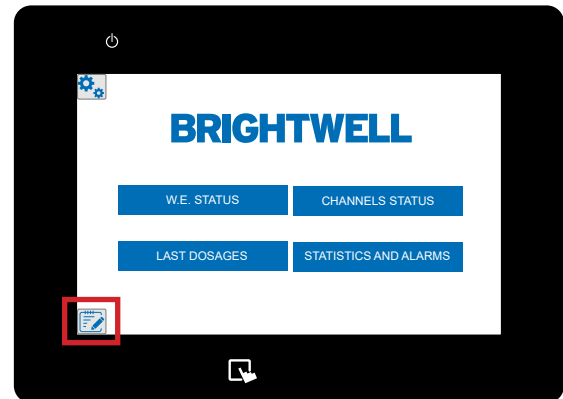 BRIGHTWELL
W.E. STATUS
CHANNELS STATUS
LAST DOSAGES
STATISTICS AND ALARMS